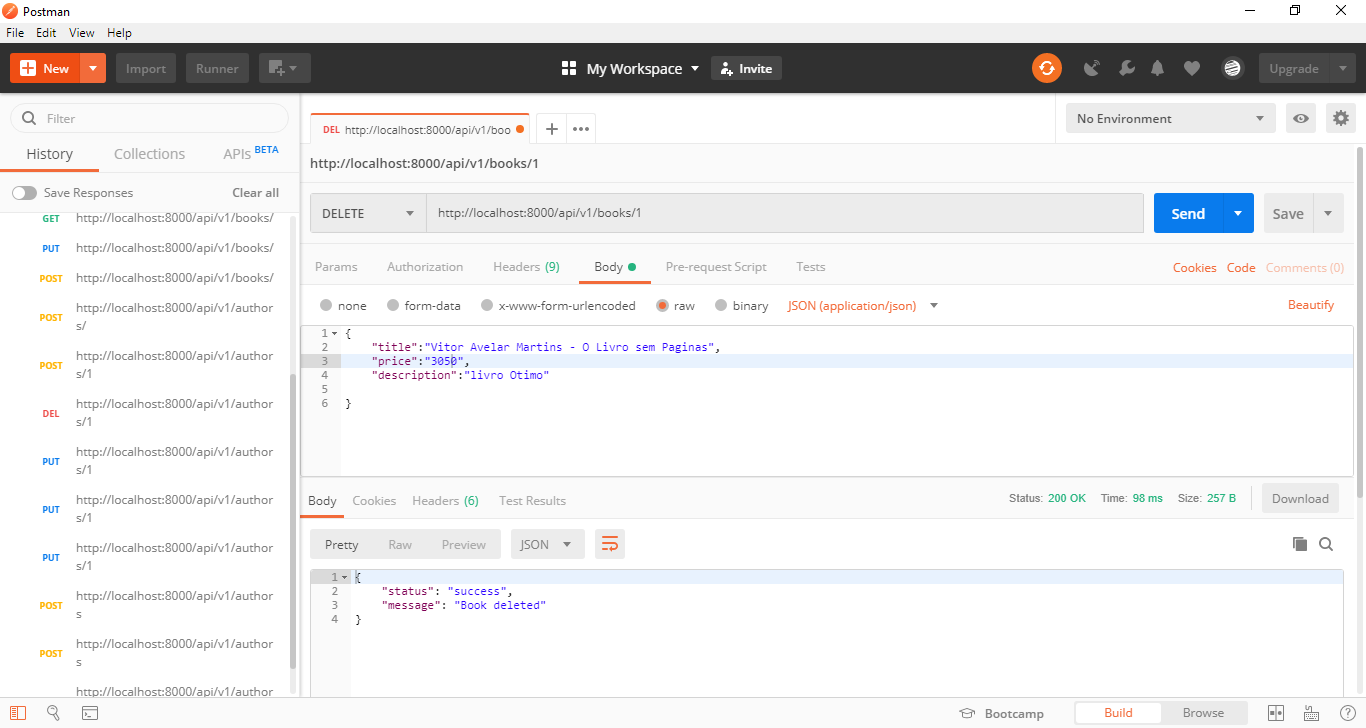 Postman
File Edit View Help
New
Import
Runner
My Workspace
Invite
Upgrade
Filter
History
Collections
APIs BETA
Save Responses
Clear all
GET http://localhost:8000/api/v1/books/
PUT http://localhost:8000/api/v1/books/
POST http://localhost:8000/api/v1/books/
POST http://localhost:8000/api/v1/author
s/
POST http://localhost:8000/api/v1/author
s/1
DEL http://localhost:8000/api/v1/author
s/1
PUT http://localhost:8000/api/v1/author
s/1
PUT http://localhost:8000/api/v1/author
s/1
PUT http://localhost:8000/api/v1/author
s/1
POST http://localhost:8000/api/v1/author
s
POST http://localhost:8000/api/v1/author
s
http://localhost:8000/api/v1/author
DEL http://localhost:8000/api/v1/boo
No Environment
http://localhost:8000/api/v1/books/1
DELETE
http://localhost:8000/api/v1/books/1
Send
Save
Params
Authorization
Headers (9)
Body
Pre-request Script
Tests
Cookies
Code
Comments (0)
none
form-data
x-www-form-urlencoded
raw
binary
JSON (application/json)
Beautify
1 {
2 "title":"Vitor Avelar Martins - O Livro sem Paginas",
3 "price":"3050",
4 "description":"livro Otimo"
5
6 }
Body
Cookies
Headers (6)
Test Results
Status: 200 OK
Time: 98 ms
Size: 257 B
Download
Pretty
Raw
Preview
JSON
1 {
2 "status": "success",
3 "message": "Book deleted"
4 }
Bootcamp
Build
Browse